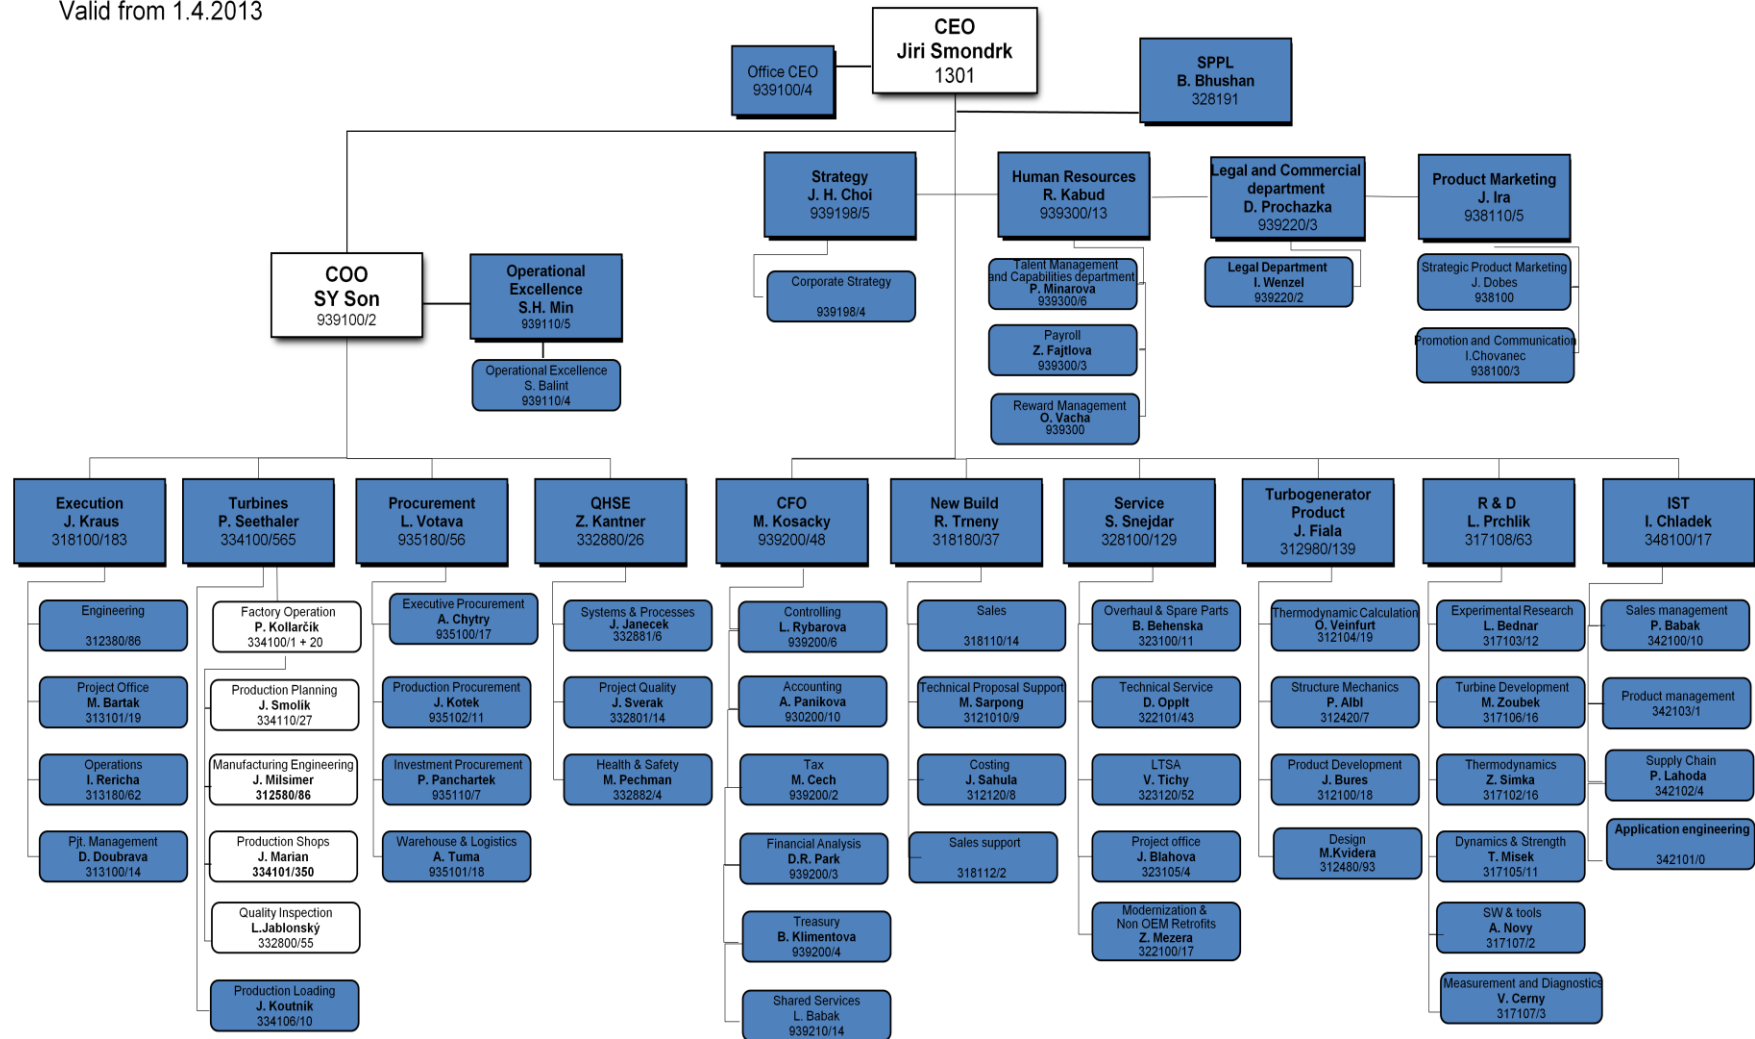 Valid from 1.4.2013
CEO
Jiri Smondrk
1301
Office CEO
939100/4
SPPL
B. Bhushan
328191
Strategy
J. H. Choi
939198/5
Human Resources
R. Kabud
939300/13
Legal and Commercial
department
D. Prochazka
939220/3
Product Marketing
J. Ira
938110/5
COO
SY Son
939100/2
Operational
Excellence
S.H. Min
939110/5
Operational Excellence
S. Balint
939110/4
Corporate Strategy
939198/4
Talent Management
and Capabilities department
P. Minarova
939300/6
Payroll
Z. Fajtlova
939300/3
Reward Management
O. Vacha
939300
Legal Department
I. Wenzel
939220/2
Strategic Product Marketing
J. Dobes
938100
Promotion and Communication
I.Chovanec
938100/3
Execution
J. Kraus
318100/183
Turbines
P. Seethaler
334100/565
Procurement
L. Votava
935180/56
QHSE
Z. Kantner
332880/26
CFO
M. Kosacky
939200/48
New Build
R. Trneny
318180/37
Service
S. Snejdar
328100/129
Turbogenerator
Product
J. Fiala
312980/139
R & D
L. Prchlik
317108/63
IST
I. Chladek
348100/17
Engineering
312380/86
Project Office
M. Bartak
313101/19
Operations
I. Rericha
313180/62
Pjt. Management
D. Doubrava
313100/14
Factory Operation
P. Kollarčik
334100/1 + 20
Production Planning
J. Smolik
334110/27
Manufacturing Engineering
J. Milsimer
312580/86
Production Shops
J. Marian
334101/350
Quality Inspection
L.Jablonský
332800/55
Production Loading
J. Koutnik
334106/10
Executive Procurement
A. Chytry
935100/17
Production Procurement
J. Kotek
935102/11
Investment Procurement
P. Panchartek
935110/7
Warehouse & Logistics
A. Tuma
935101/18
Systems & Processes
J. Janecek
332881/6
Project Quality
J. Sverak
332801/14
Health & Safety
M. Pechman
332882/4
Controlling
L. Rybarova
939200/6
Accounting
A. Panikova
930200/10
Tax
M. Cech
939200/2
Financial Analysis
D.R. Park
939200/3
Treasury
B. Klimentova
939200/4
Shared Services
L. Babak
939210/14
Sales
318110/14
Technical Proposal Support
M. Sarpong
3121010/9
Costing
J. Sahula
312120/8
Sales support
318112/2
Overhaul & Spare Parts
B. Behenska
323100/11
Technical Service
D. Opplt
322101/43
LTSA
V. Tichy
323120/52
Project office
J. Blahova
323105/4
Modernization &
Non OEM Retrofits
Z. Mezera
322100/17
Thermodynamic Calculation
O. Veinfurt
312104/19
Structure Mechanics
P. Albl
312420/7
Product Development
J. Bures
312100/18
Design
M.Kvidera
312480/93
Experimental Research
L. Bednar
317103/12
Turbine Development
M. Zoubek
317106/16
Thermodynamics
Z. Simka
317102/16
Dynamics & Strength
T. Misek
317105/11
SW & tools
A. Novy
317107/2
Measurement and Diagnostics
V. Cerny
317107/3
Sales management
P. Babak
342100/10
Product management
342103/1
Supply Chain
P. Lahoda
342102/4
Application engineering
342101/0